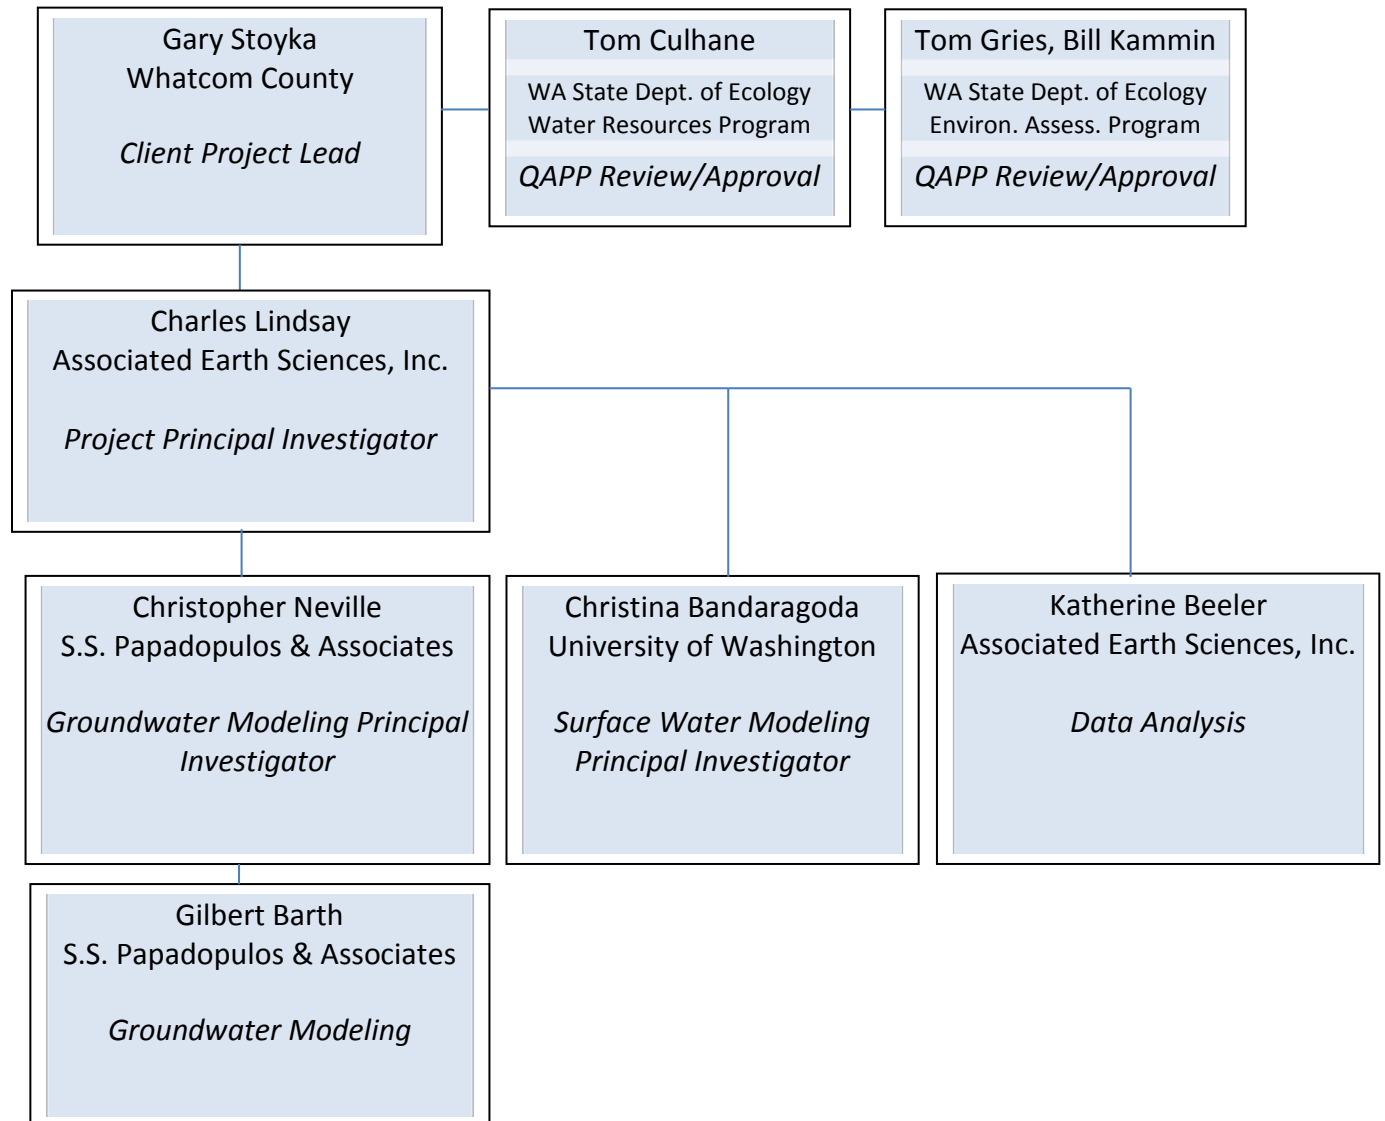 Gary Stoyka
Whatcom County
Client Project Lead
Tom Culhane
WA State Dept. of Ecology
Water Resources Program
QAPP Review/Approval
Tom Gries, Bill Kammin
WA State Dept. of Ecology
Environ. Assess. Program
QAPP Review/Approval
Charles Lindsay
Associated Earth Sciences, Inc.
Project Principal Investigator
Christopher Neville
S.S. Papadopulos & Associates
Groundwater Modeling Principal
Investigator
Christina Bandaragoda
University of Washington
Surface Water Modeling
Principal Investigator
Katherine Beeler
Associated Earth Sciences, Inc.
Data Analysis
Gilbert Barth
S.S. Papadopulos & Associates
Groundwater Modeling